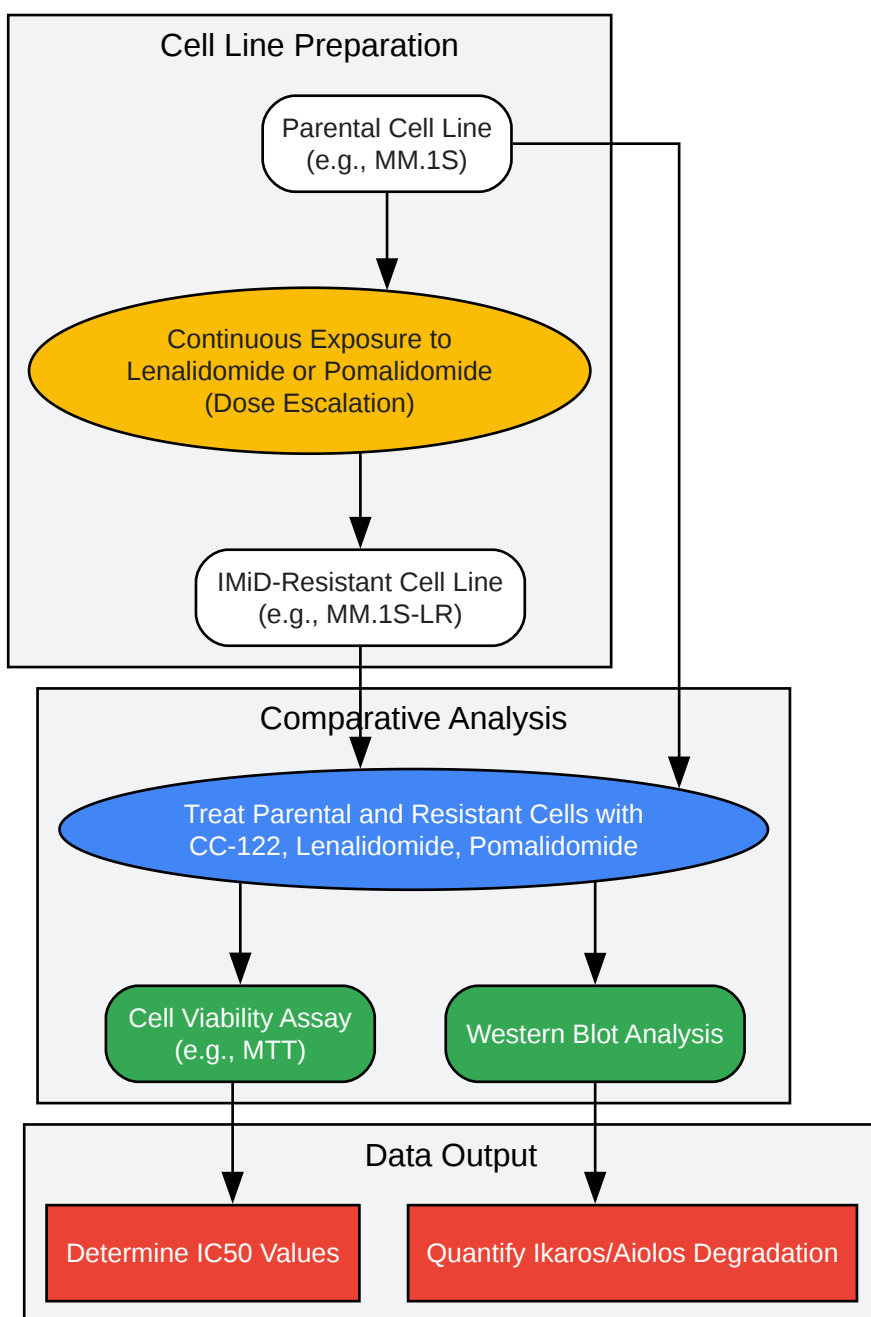 Cell Line Preparation
Parental Cell Line
(e.g., MM.1S)
Continuous Exposure to
Lenalidomide or Pomalidomide
(Dose Escalation)
IMiD-Resistant Cell Line
(e.g., MM.1S-LR)
Comparative Analysis
Treat Parental and Resistant Cells with
CC-122, Lenalidomide, Pomalidomide
Cell Viability Assay
(e.g., MTT)
Western Blot Analysis
Data Output
Determine IC50 Values
Quantify Ikaros/Aiolos Degradation